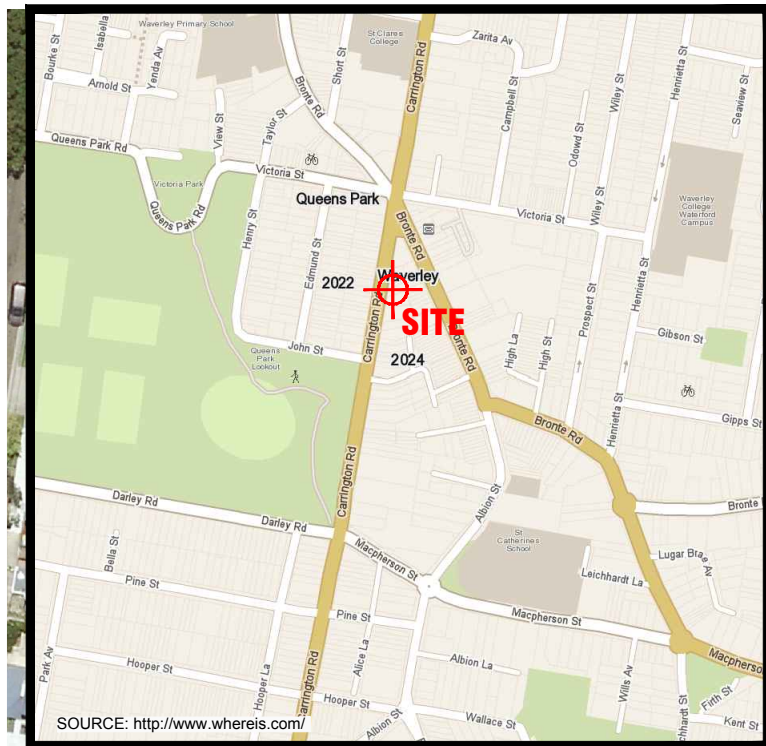 Waverley Primary School
Isabella
Bourke St
Yenda Av
Arnold St
Short St
St Clares
College
Carrington Rd
Zarita Av
Campbell St
Odowd St
Wiley St
Henrietta St
Seaview St
Bronte Rd
Taylor St
View St
Queens Park Rd
Victoria St
Victoria Park
Queens Park Rd
Queens Park
Henry St
Edmund St
Bronte Rd
Victoria St
Wiley St
Waverley
College
Waterford
Campus
2022
Waverley
Carrington Rd
SITE
Bronte Rd
Prospect St
Henrietta St
John St
Queens
Park
Lookout
2024
High La
High St
Gibson St
Henrietta St
Gipps St
Bronte Rd
Carrington Rd
Albion St
Darley Rd
Darley Rd
Bronte
St
Catherines
School
Macpherson St
Lugar Brae Av
Leichhardt La
Bella St
Pine St
Pine St
Macpherson St
Macpherso
Park Av
Hooper St
Hooper La
Alice La
Albion La
Wills Av
Firth St
Kent St
chhardt St
arrington Rd
Hooper St
Albion St
Wallace St
SOURCE: http://www.whereis.com/